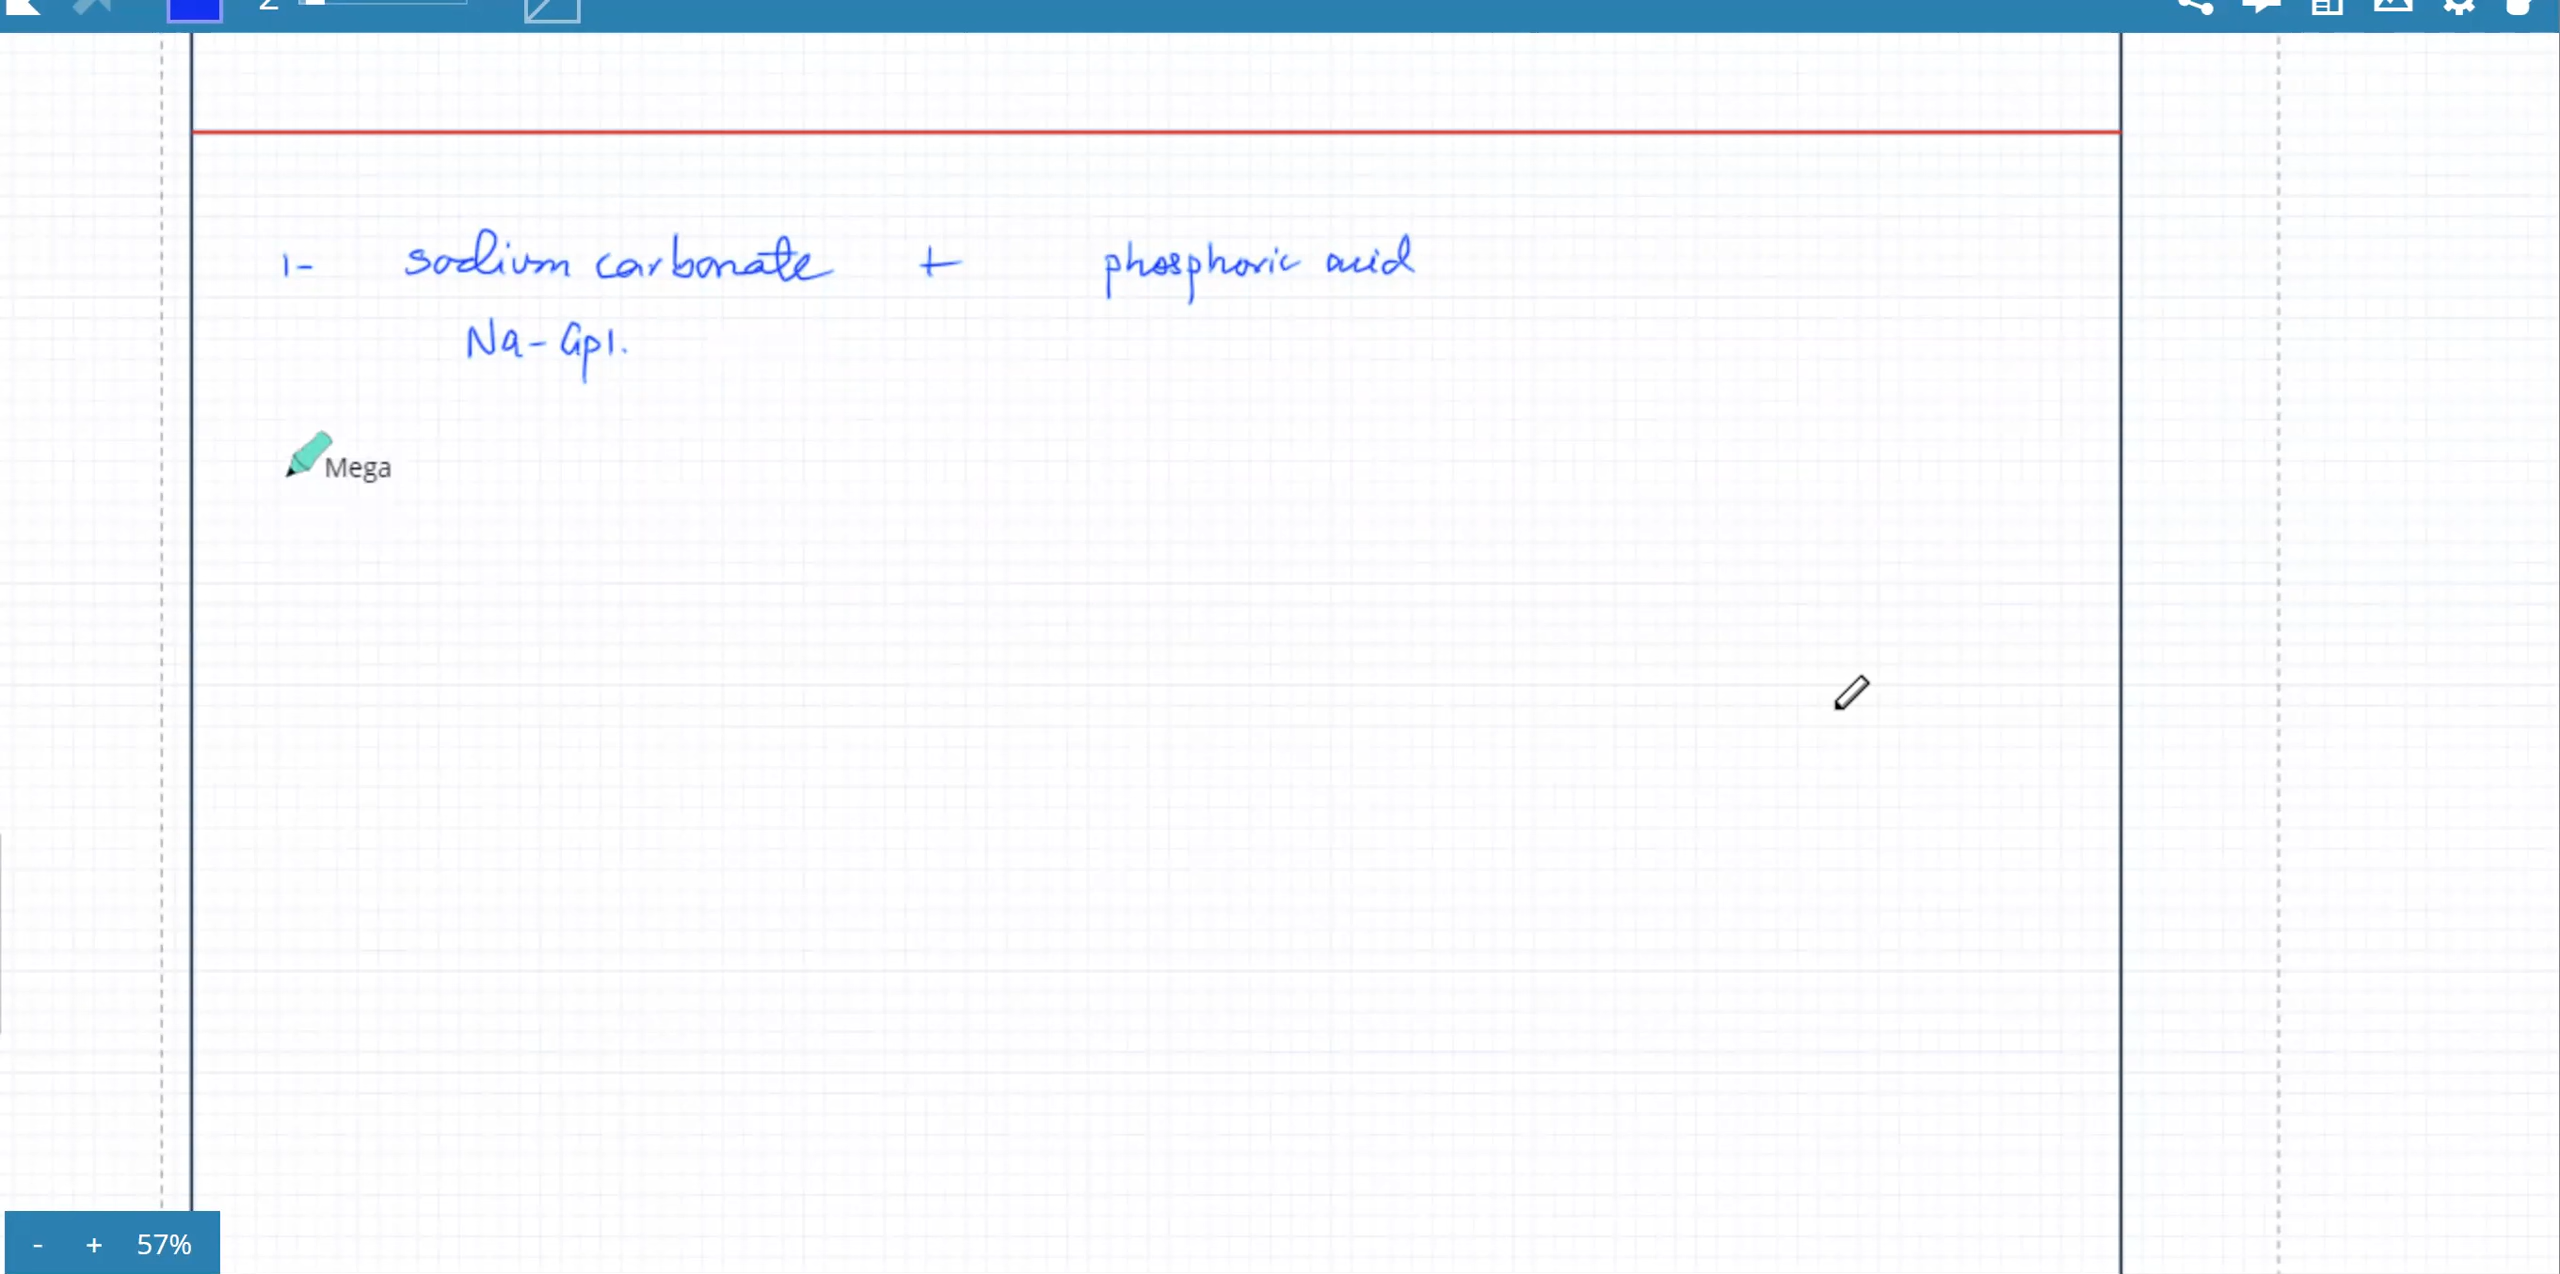 1- sodium carbonate + phosphoric acid
Na - Gp1.
Mega
- + 57%